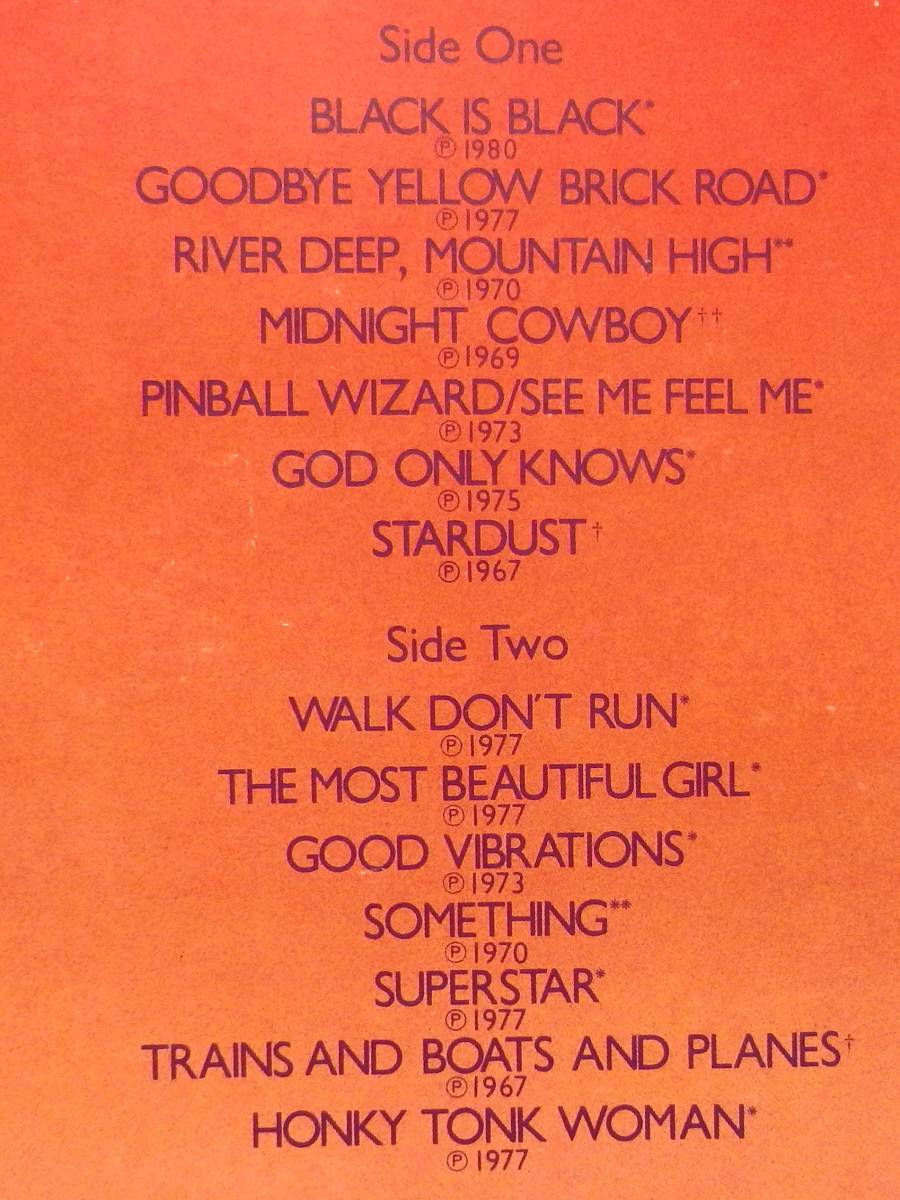 Side One
BLACK IS BLACK*
℗ 1980
GOODBYE YELLOW BRICK ROAD*
℗ 1977
RIVER DEEP, MOUNTAIN HIGH**
℗ 1970
MIDNIGHT COWBOY††
℗ 1969
PINBALL WIZARD/SEE ME FEEL ME*
℗ 1973
GOD ONLY KNOWS*
℗ 1975
STARDUST†
℗ 1967
Side Two
WALK DON'T RUN*
℗ 1977
THE MOST BEAUTIFUL GIRL*
℗ 1977
GOOD VIBRATIONS*
℗ 1973
SOMETHING**
℗ 1970
SUPERSTAR*
℗ 1977
TRAINS AND BOATS AND PLANES†
℗ 1967
HONKY TONK WOMAN*
℗ 1977